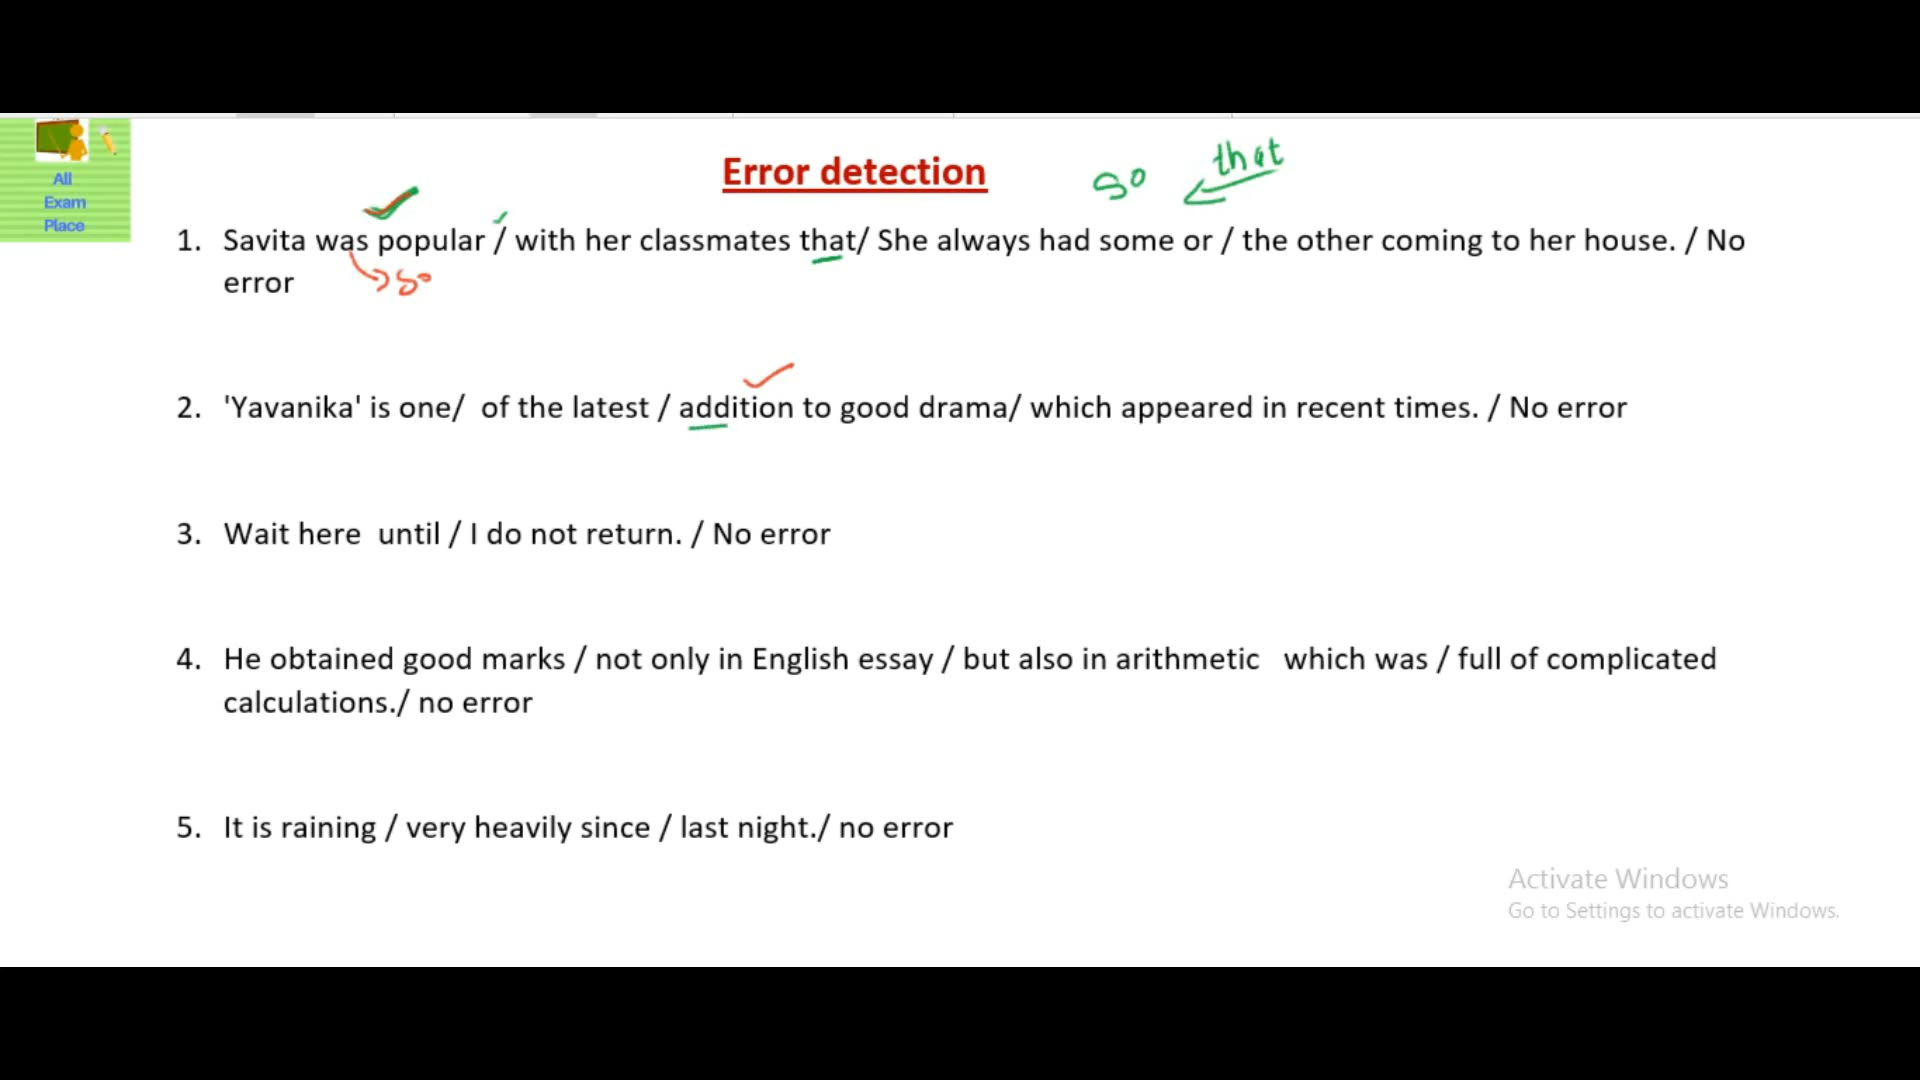 All
Exam
Place
Error detection
so that
1. Savita was popular / with her classmates that/ She always had some or / the other coming to her house. / No
error
so
2. 'Yavanika' is one/ of the latest / addition to good drama/ which appeared in recent times. / No error
3. Wait here until / I do not return. / No error
4. He obtained good marks / not only in English essay / but also in arithmetic which was / full of complicated
calculations./ no error
5. It is raining / very heavily since / last night./ no error
Activate Windows
Go to Settings to activate Windows.